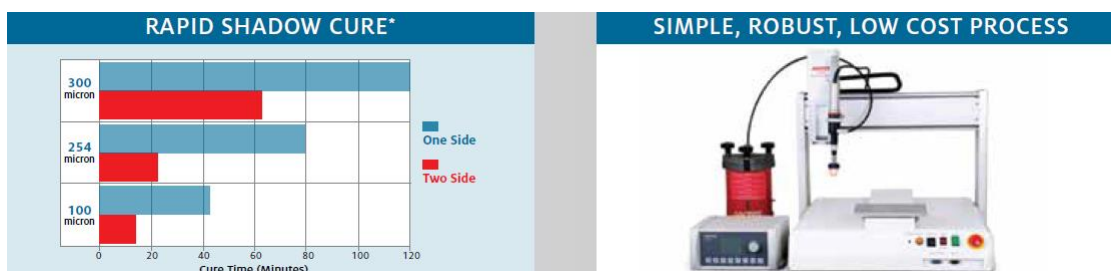 RAPID SHADOW CURE*
300
micron
254
micron
100
micron
One Side
Two Side
0 20 40 60 80 100 120
Cure Time (Minutes)
SIMPLE, ROBUST, LOW COST PROCESS